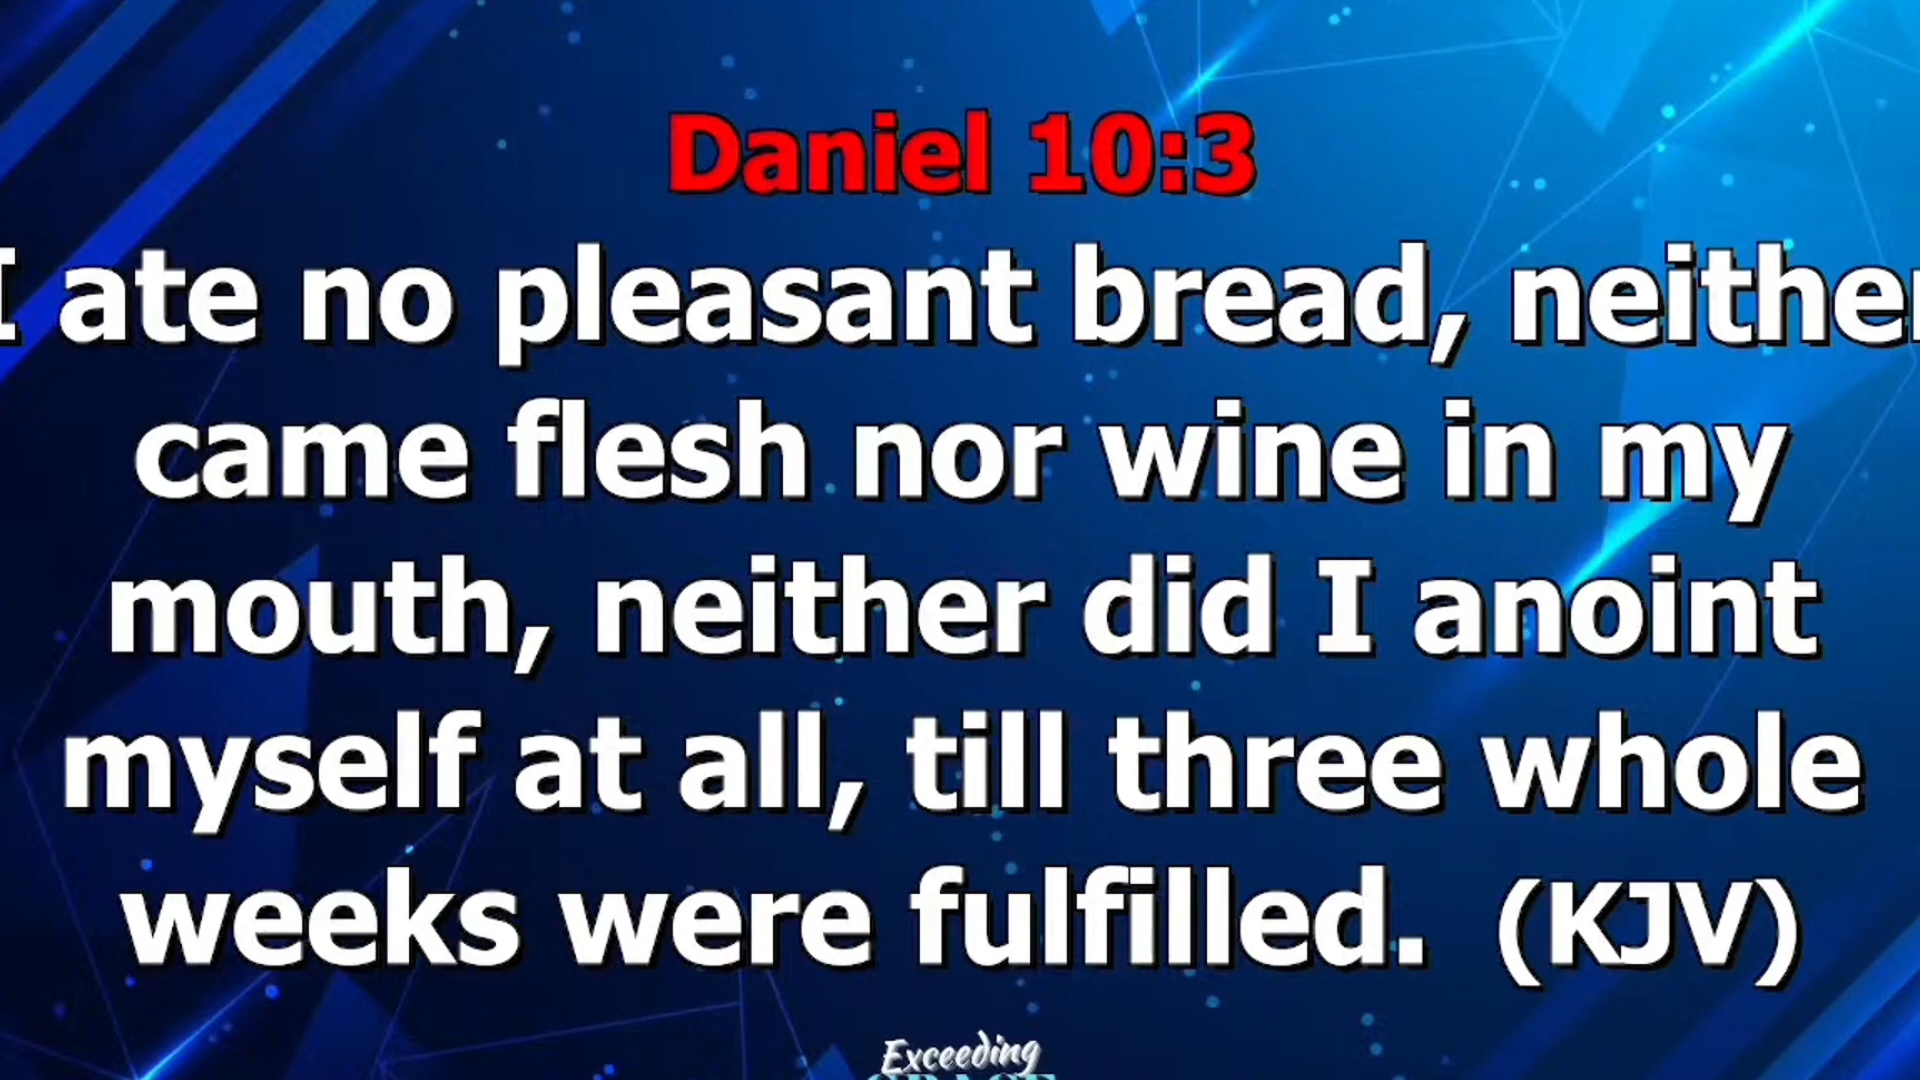 Daniel 10:3
I ate no pleasant bread, neither
came flesh nor wine in my
mouth, neither did I anoint
myself at all, till three whole
weeks were fulfilled. (KJV)
Exceeding